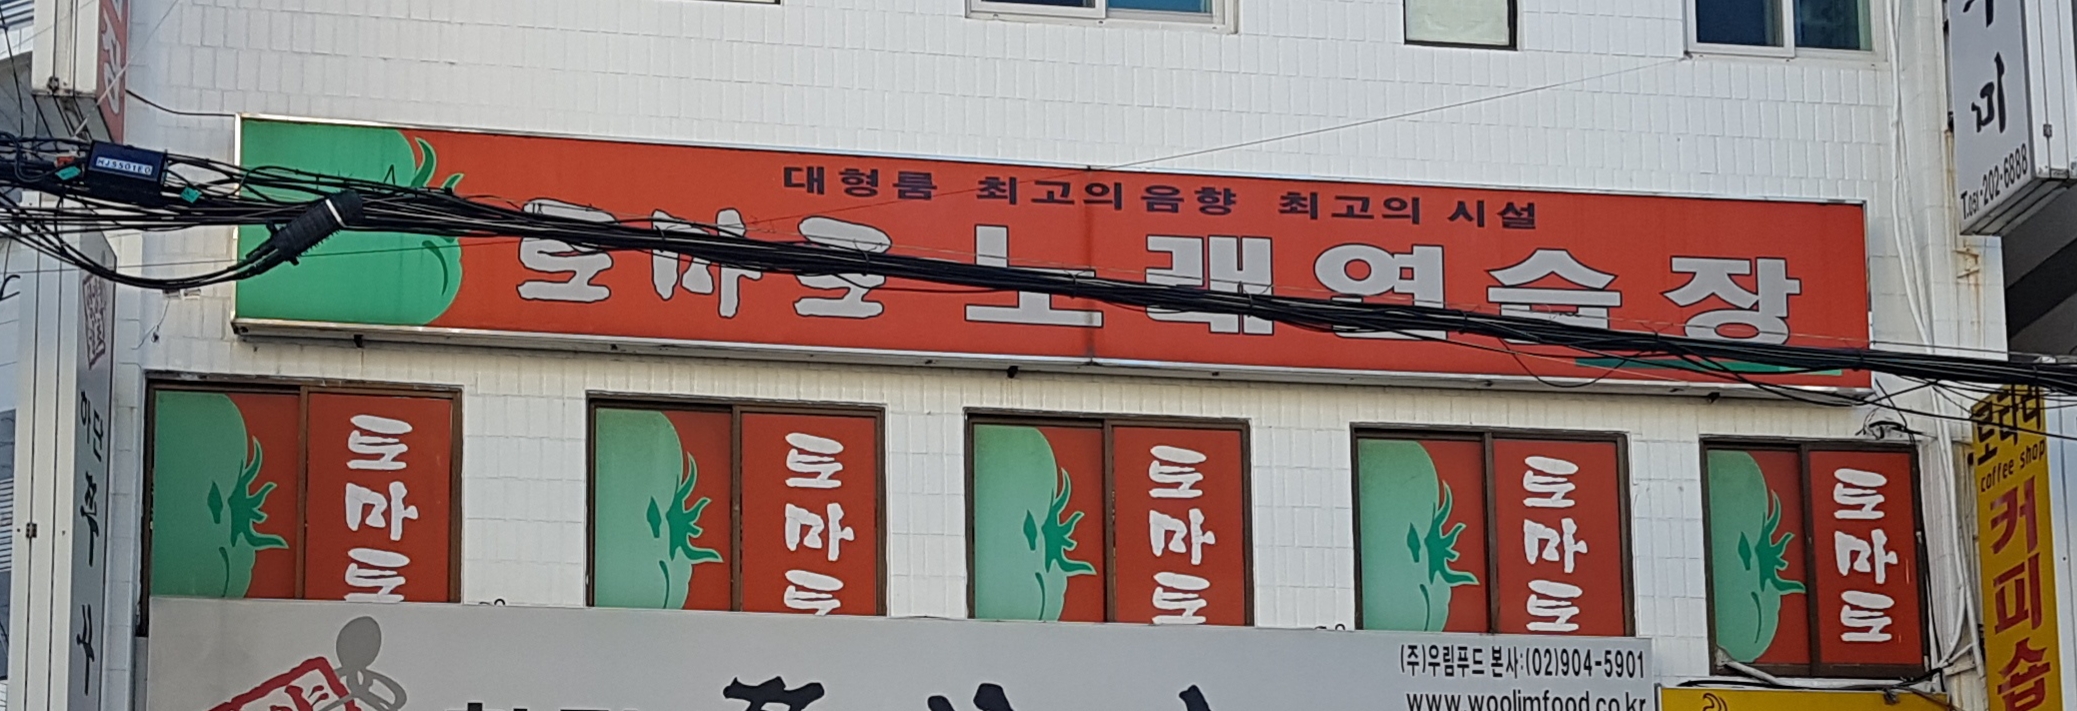 대형룸 최고의음향 최고의 시설
토마토 노래연습장
토마토
토마토
토마토
토마토
토마토
(주)우림푸드 본사:(02)904-5901
www.woolimfood.co.kr
T.051·202-6888
coffee shop
커피숍
HJSS01EO